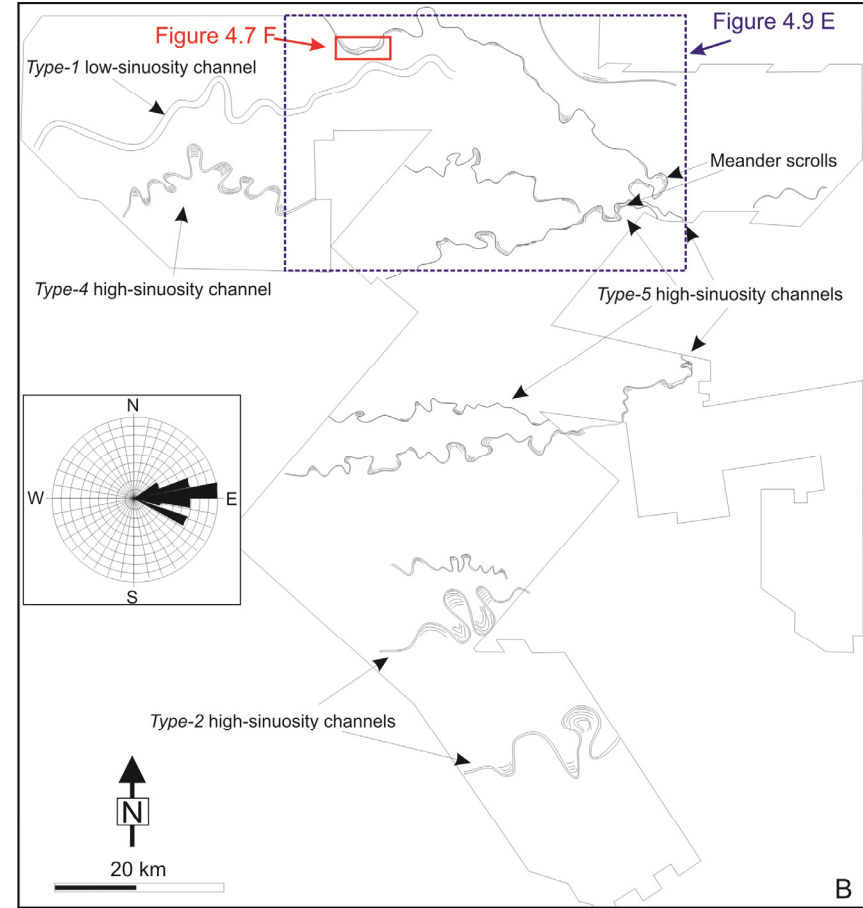 Figure 4.7 F
Figure 4.9 E
Type-1 low-sinuosity channel
Meander scrolls
Type-4 high-sinuosity channel
Type-5 high-sinuosity channels
N
W
E
S
Type-2 high-sinuosity channels
N
20 km
B